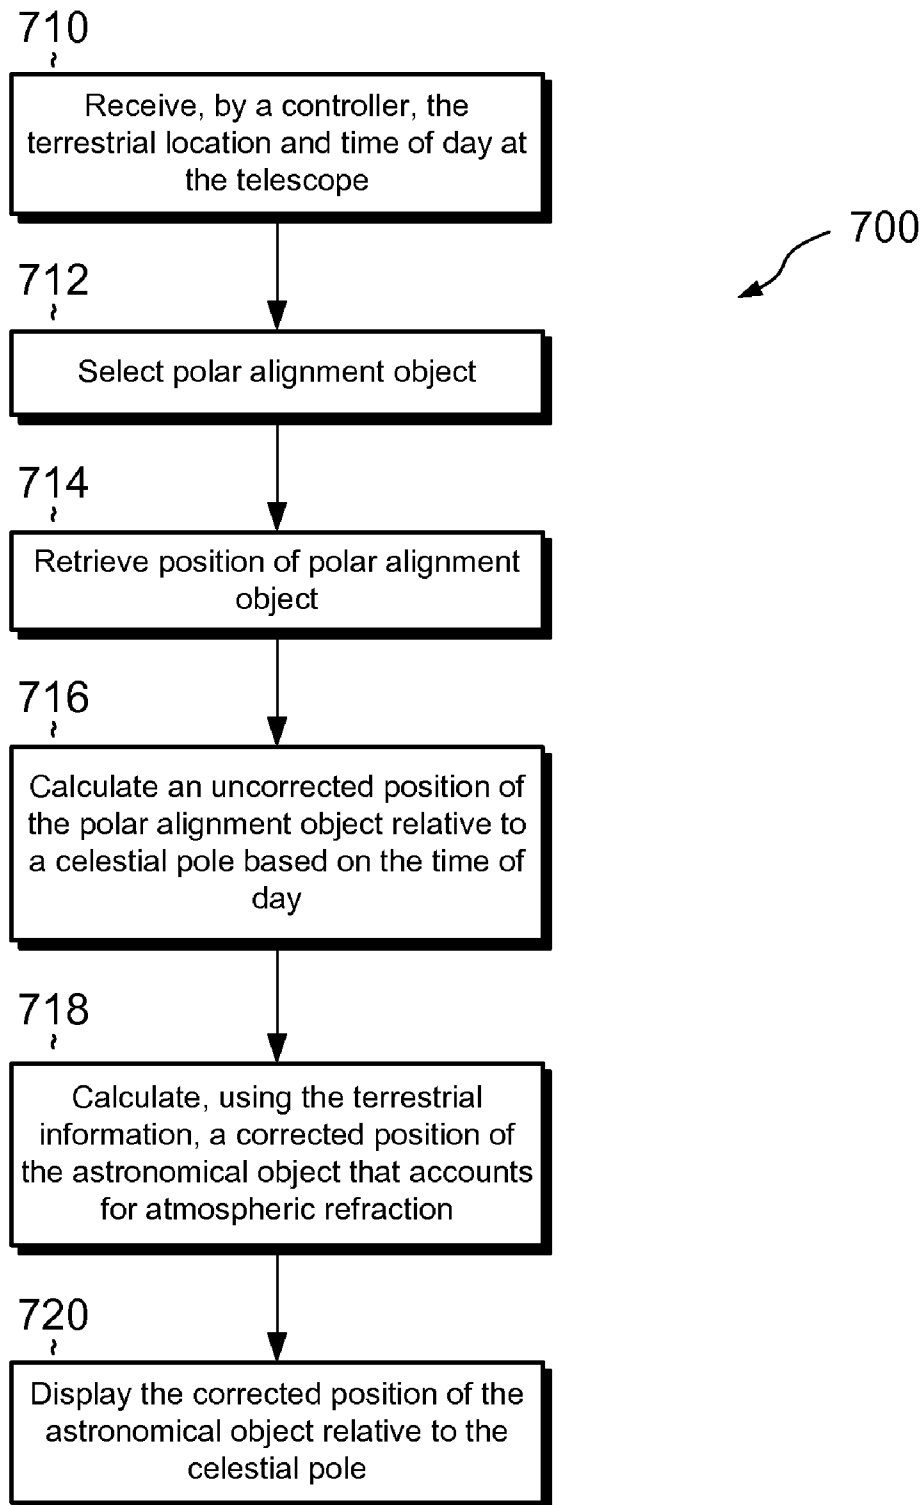 710
Receive, by a controller, the
terrestrial location and time of day at
the telescope
700
712
Select polar alignment object
714
Retrieve position of polar alignment
object
716
Calculate an uncorrected position of
the polar alignment object relative to
a celestial pole based on the time of
day
718
Calculate, using the terrestrial
information, a corrected position of
the astronomical object that accounts
for atmospheric refraction
720
Display the corrected position of the
astronomical object relative to the
celestial pole